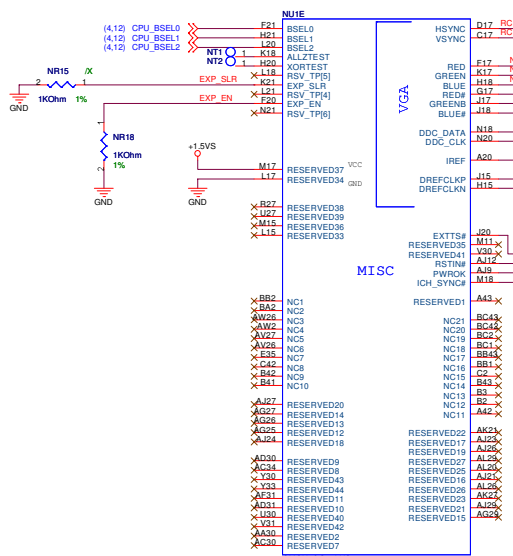 NU1E
(4,12) CPU_BSEL0 F21 BSEL0 HSYNC D17 RC
(4,12) CPU_BSEL1 H21 BSEL1 VSYNC C17 RC
(4,12) CPU_BSEL2 L20 BSEL2
NT1 K18 ALLZTEST
NT2 H20 XORTEST RED F17
L18 RSV_TP[5] GREEN K17
NR15 /X EXP_SLR K21 EXP_SLR BLUE H18
2 1 L21 RSV_TP[4] RED# G17
GND 1KOhm 1% EXP_EN F20 EXP_EN GREENB J17
N21 RSV_TP[6] BLUE# J18
VGA
1 NR18 DDC_DATA N18
1KOhm DDC_CLK N20
1%
2 +1.5VS IREF A20
M17 RESERVED37 VCC DREFCLKP J15
L17 RESERVED34 GND DREFCLKN H15
GND GND
R27 RESERVED38
U27 RESERVED39
M15 RESERVED36
L15 RESERVED33 EXTTS# J20
RESERVED35 M11
RESERVED41 V30
RSTIN# AJ12
MISC PWROK AJ9
ICH_SYNC# M18
BB2 NC1 RESERVED1 A43
BA2 NC2
AW26 NC3 NC21 BC43
AW2 NC4 NC20 BC42
AV27 NC5 NC19 BC2
AV26 NC6 NC18 BC1
E35 NC7 NC17 BB43
C42 NC8 NC16 BB1
B42 NC9 NC15 C2
B41 NC10 NC14 B43
NC13 B3
NC12 B2
NC11 A42
AJ27 RESERVED20
AG27 RESERVED14
AG26 RESERVED13
AG25 RESERVED12 RESERVED22 AK21
AJ24 RESERVED18 RESERVED17 AJ23
RESERVED19 AJ26
AD30 RESERVED9 RESERVED27 AL29
AC34 RESERVED8 RESERVED25 AL20
Y30 RESERVED43 RESERVED16 AJ21
Y33 RESERVED44 RESERVED26 AL26
AF31 RESERVED11 RESERVED23 AK27
AD31 RESERVED10 RESERVED21 AJ29
U30 RESERVED40 RESERVED15 AG29
V31 RESERVED42
AA30 RESERVED2
AC30 RESERVED7